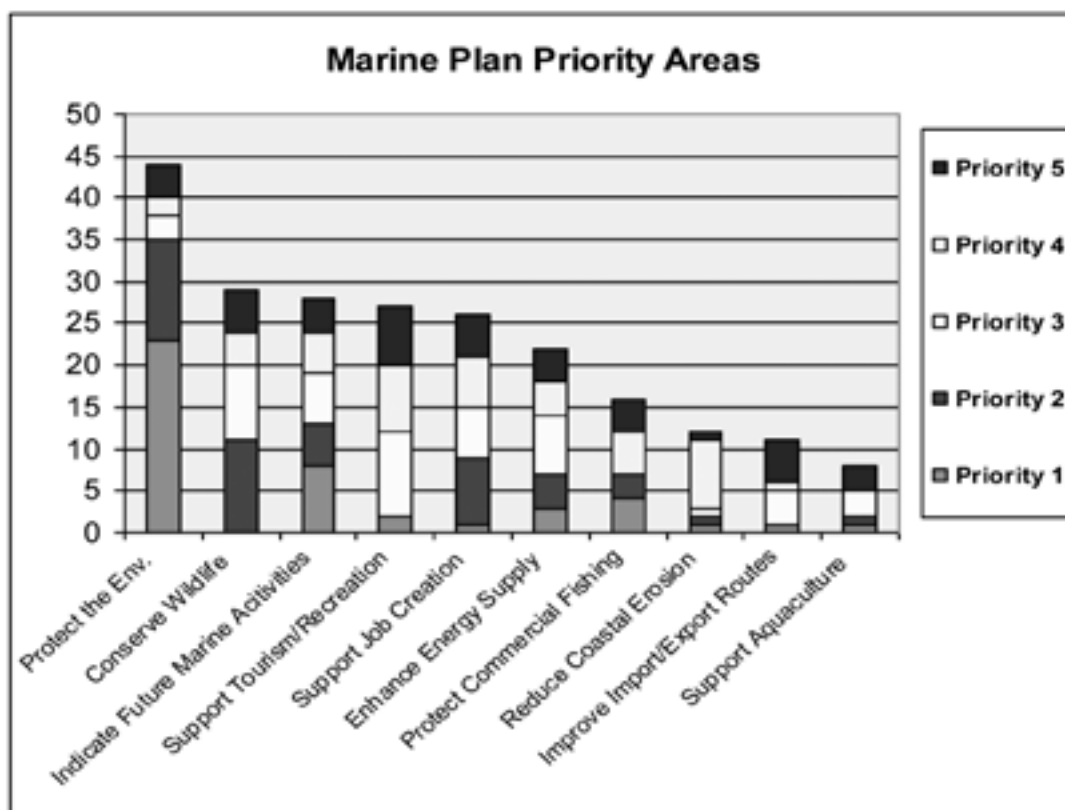 Marine Plan Priority Areas
50
45
40
35
30
25
20
15
10
5
0
Protect the Env.
Conserve Wildlife
Indicate Future Marine Acitivities
Support Tourism/Recreation
Support Job Creation
Enhance Energy Supply
Protect Commercial Fishing
Reduce Coastal Erosion
Improve Import/Export Routes
Support Aquaculture
Priority 5
Priority 4
Priority 3
Priority 2
Priority 1